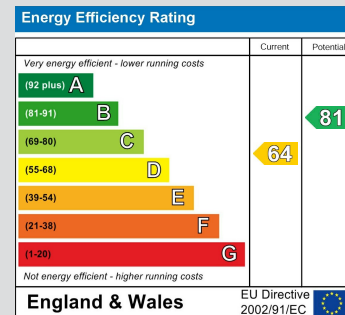 Energy Efficiency Rating
Current Potential
Very energy efficient - lower running costs
(92 plus) A
(81-91) B
81
(69-80) C
64
(55-68) D
(39-54) E
(21-38) F
(1-20) G
Not energy efficient - higher running costs
England & Wales
EU Directive
2002/91/EC